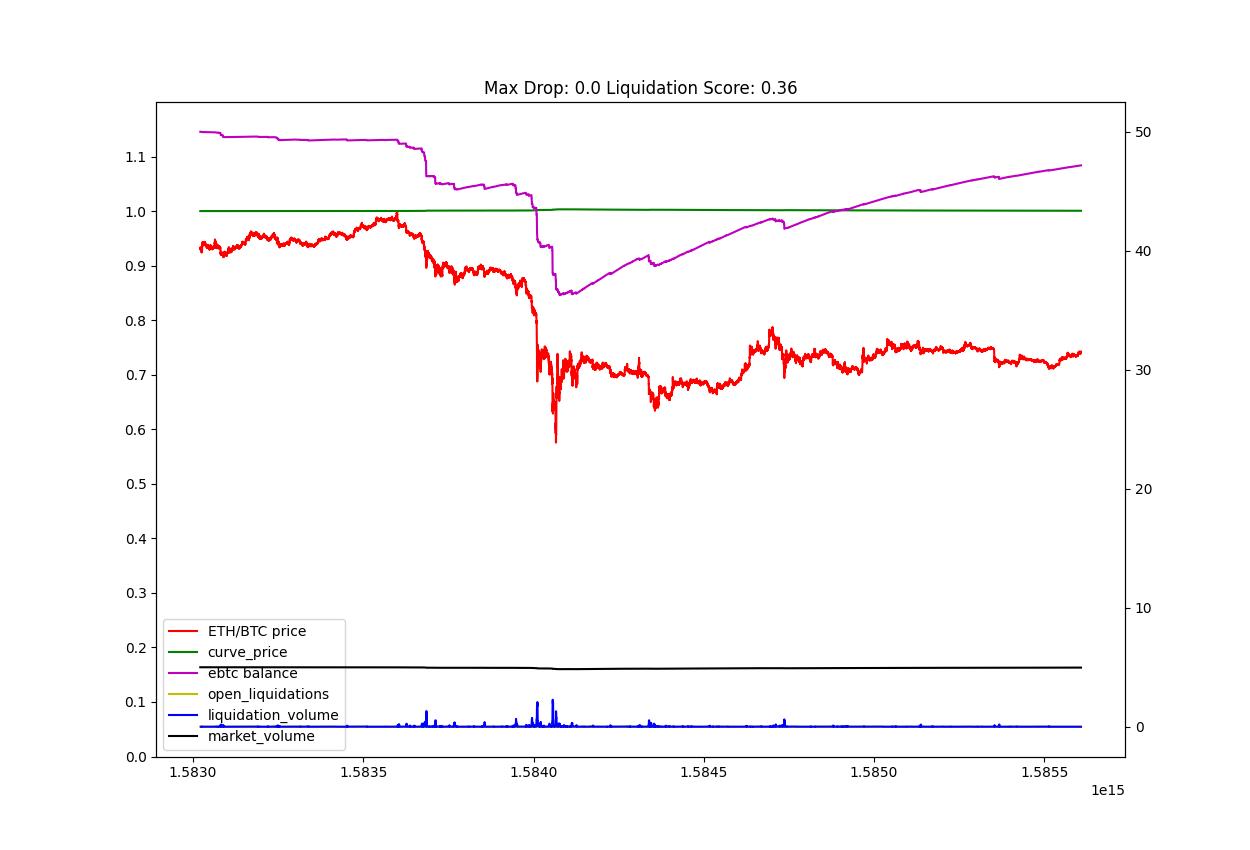 Max Drop: 0.0 Liquidation Score: 0.36
1.1
1.0
0.9
0.8
0.7
0.6
0.5
0.4
0.3
0.2
0.1
0.0
50
40
30
20
10
0
ETH/BTC price
curve_price
ebtc balance
open_liquidations
liquidation_volume
market_volume
1.5830 1.5835 1.5840 1.5845 1.5850 1.5855
1e15